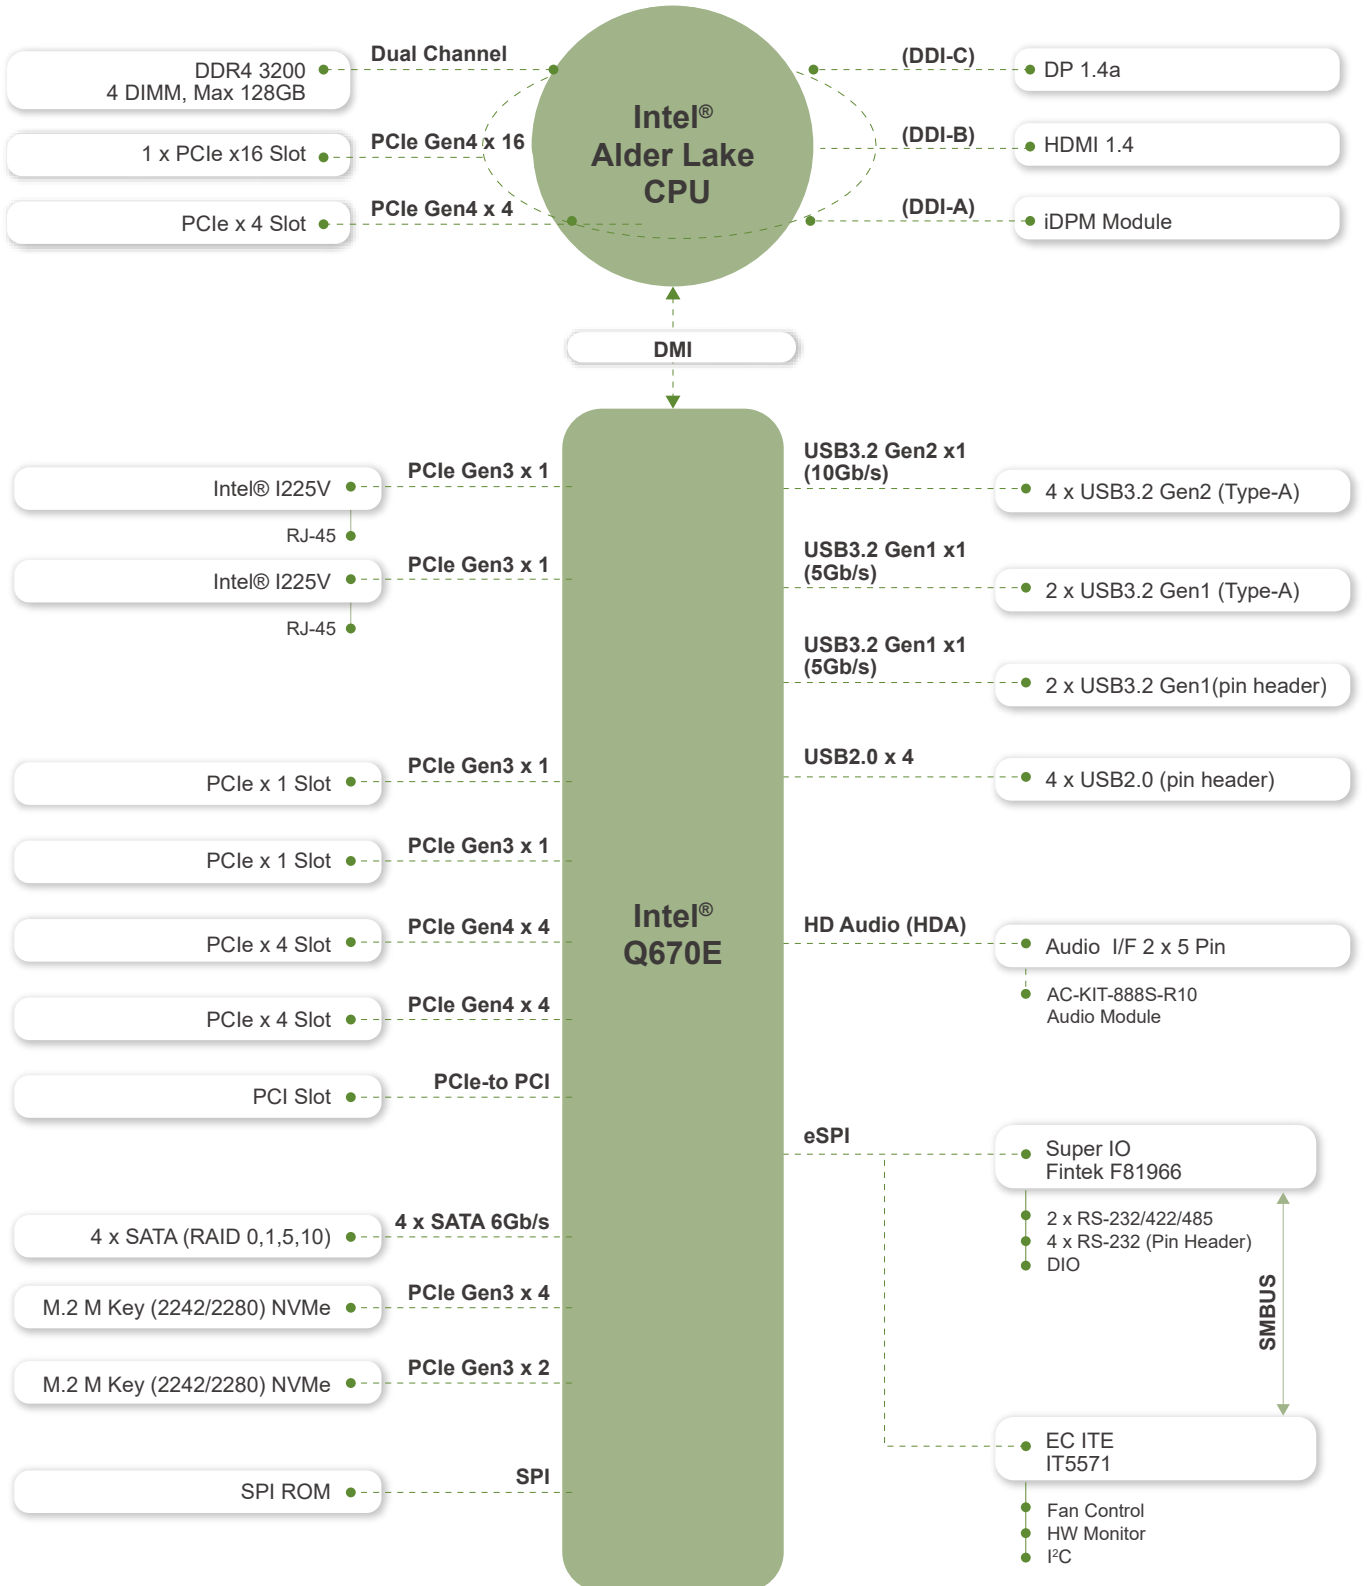 Dual Channel
DDR4 3200
4 DIMM, Max 128GB
PCIe Gen4 x 16
1 x PCIe x16 Slot
PCIe Gen4 x 4
PCIe x 4 Slot
Intel®
Alder Lake
CPU
(DDI-C)
DP 1.4a
(DDI-B)
HDMI 1.4
(DDI-A)
iDPM Module
DMI
PCIe Gen3 x 1
Intel® I225V
RJ-45
PCIe Gen3 x 1
Intel® I225V
RJ-45
PCIe Gen3 x 1
PCIe x 1 Slot
PCIe Gen3 x 1
PCIe x 1 Slot
PCIe Gen4 x 4
PCIe x 4 Slot
PCIe Gen4 x 4
PCIe x 4 Slot
PCIe-to PCI
PCI Slot
4 x SATA 6Gb/s
4 x SATA (RAID 0,1,5,10)
PCIe Gen3 x 4
M.2 M Key (2242/2280) NVMe
PCIe Gen3 x 2
M.2 M Key (2242/2280) NVMe
SPI
SPI ROM
Intel®
Q670E
USB3.2 Gen2 x1
(10Gb/s)
4 x USB3.2 Gen2 (Type-A)
USB3.2 Gen1 x1
(5Gb/s)
2 x USB3.2 Gen1 (Type-A)
USB3.2 Gen1 x1
(5Gb/s)
2 x USB3.2 Gen1(pin header)
USB2.0 x 4
4 x USB2.0 (pin header)
HD Audio (HDA)
Audio I/F 2 x 5 Pin
AC-KIT-888S-R10
Audio Module
eSPI
Super IO
Fintek F81966
2 x RS-232/422/485
4 x RS-232 (Pin Header)
DIO
SMBUS
EC ITE
IT5571
Fan Control
HW Monitor
I²C